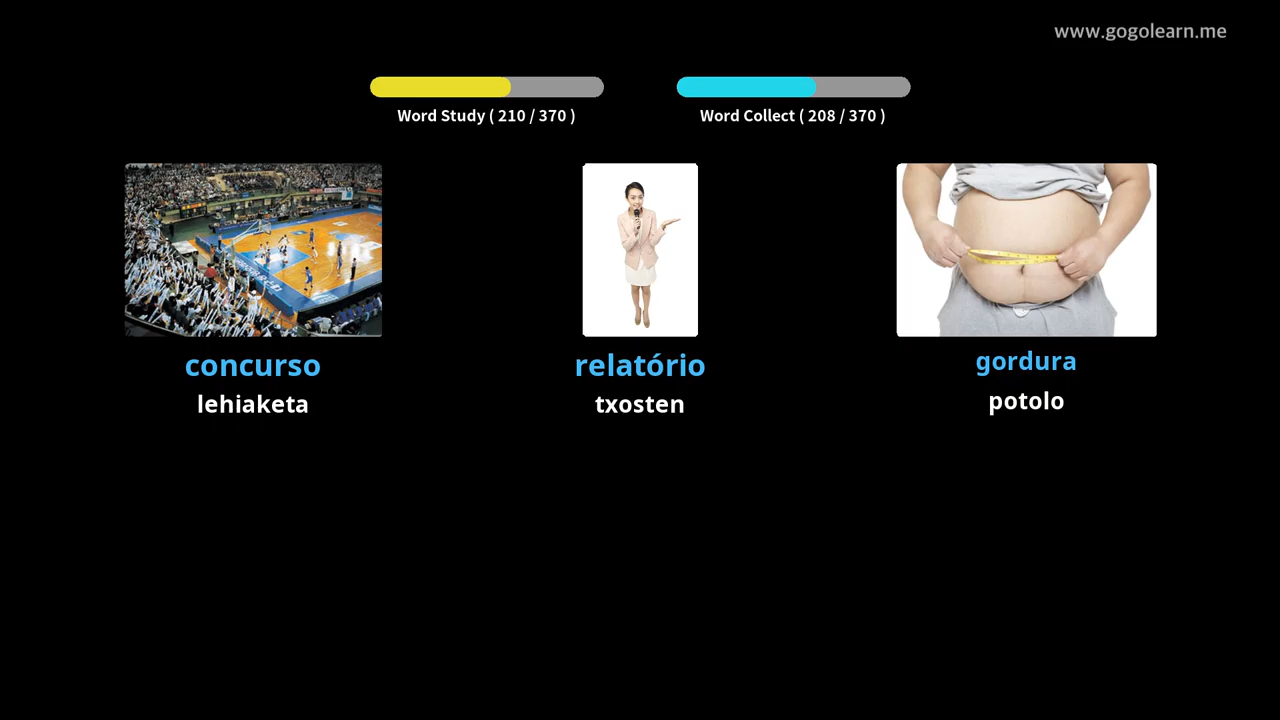 www.gogolearn.me
Word Study ( 210 / 370 )
Word Collect ( 208 / 370 )
concurso
relatório
gordura
lehiaketa
txosten
potolo